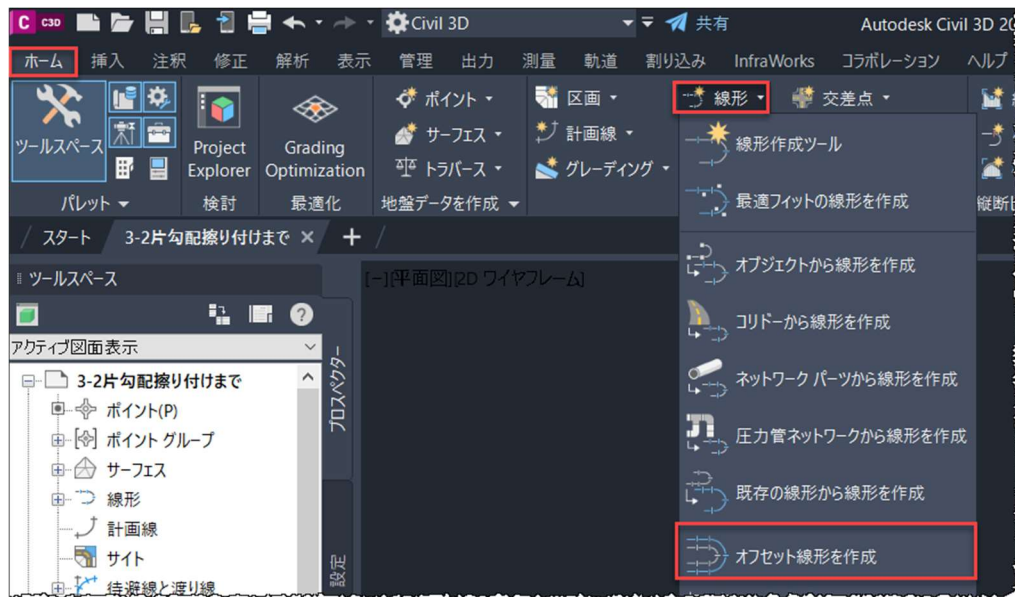 C C3D Civil 3D 共有 Autodesk Civil 3D 20
ホーム 挿入 注釈 修正 解析 表示 管理 出力 測量 軌道 割り込み InfraWorks コラボレーション ヘルプ
ポイント 区画 線形 交差点
サーフェス 計画線
ツールスペース Project Explorer Grading Optimization
トラバース グレーディング
パレット 検討 最適化 地盤データを作成 縦断
線形作成ツール
最適フィットの線形を作成
オブジェクトから線形を作成
コリドーから線形を作成
ネットワーク パーツから線形を作成
圧力管ネットワークから線形を作成
既存の線形から線形を作成
オフセット線形を作成
スタート 3-2片勾配擦り付けまで
[-][平面図][2D ワイヤフレーム]
ツールスペース
アクティブ図面表示
3-2片勾配擦り付けまで
ポイント(P)
ポイント グループ
サーフェス
線形
計画線
サイト
待避線と渡り線
プロスペクター
設定